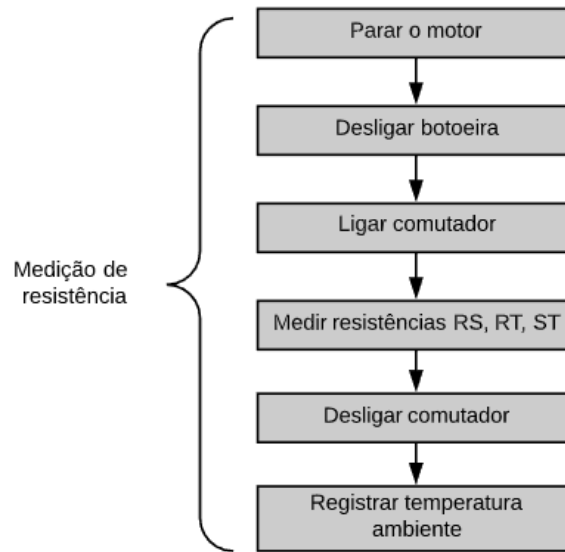 Parar o motor
Desligar botoeira
Ligar comutador
Medição de
resistência
Medir resistências RS, RT, ST
Desligar comutador
Registrar temperatura
ambiente